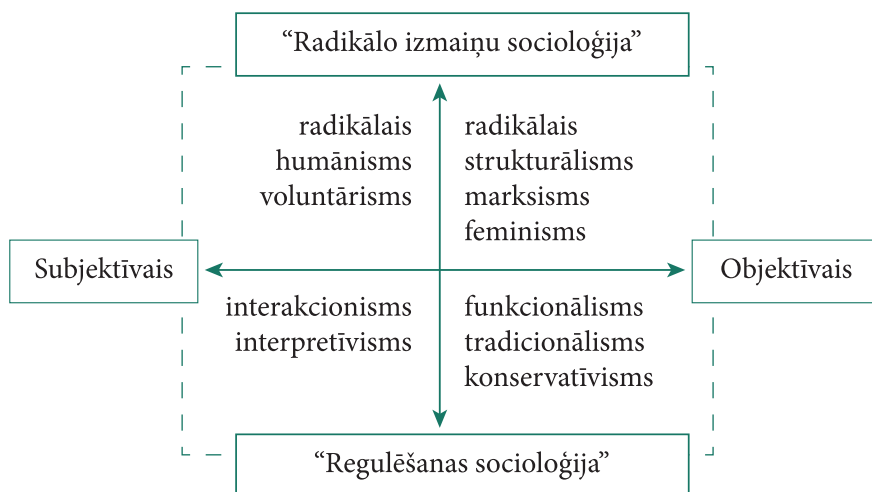 “Radikālo izmaiņu socioloģija”
radikālais
humānisms
voluntārisms
radikālais
strukturālisms
marksisms
feminisms
Subjektīvais
Objektīvais
interakcionisms
interpretīvisms
funkcionālisms
tradicionālisms
konservatīvisms
“Regulēšanas socioloģija”